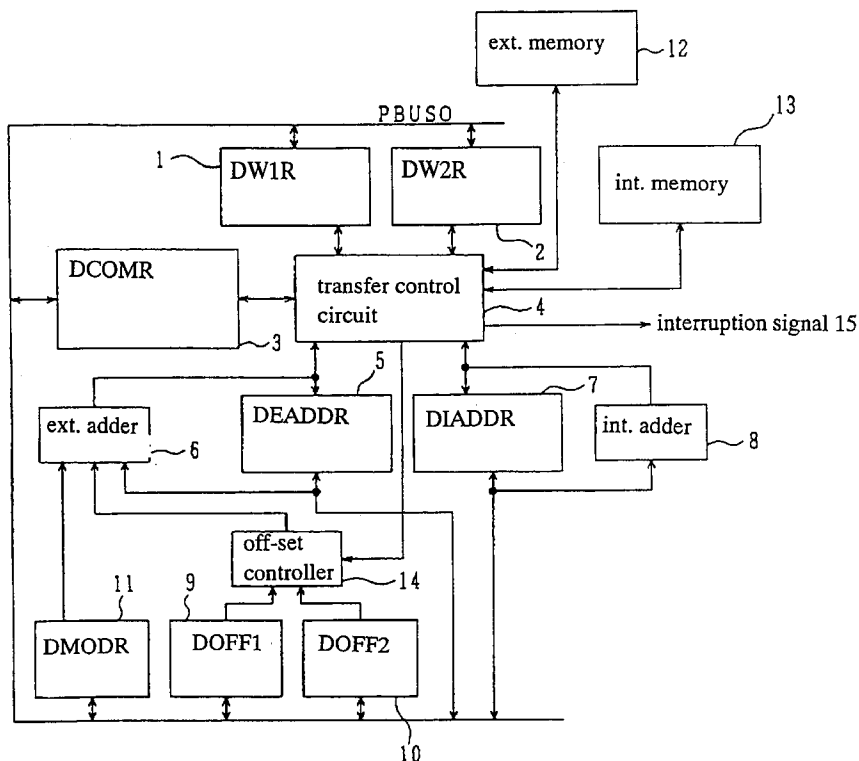 ext. memory
12
PBUSO
13
1
DW1R
DW2R
int. memory
2
DCOMR
transfer control
circuit
4
interruption signal 15
3
5
7
ext. adder
DEADDR
DIADDR
int. adder
6
8
off-set
controller
14
11
9
DMODR
DOFF1
DOFF2
10